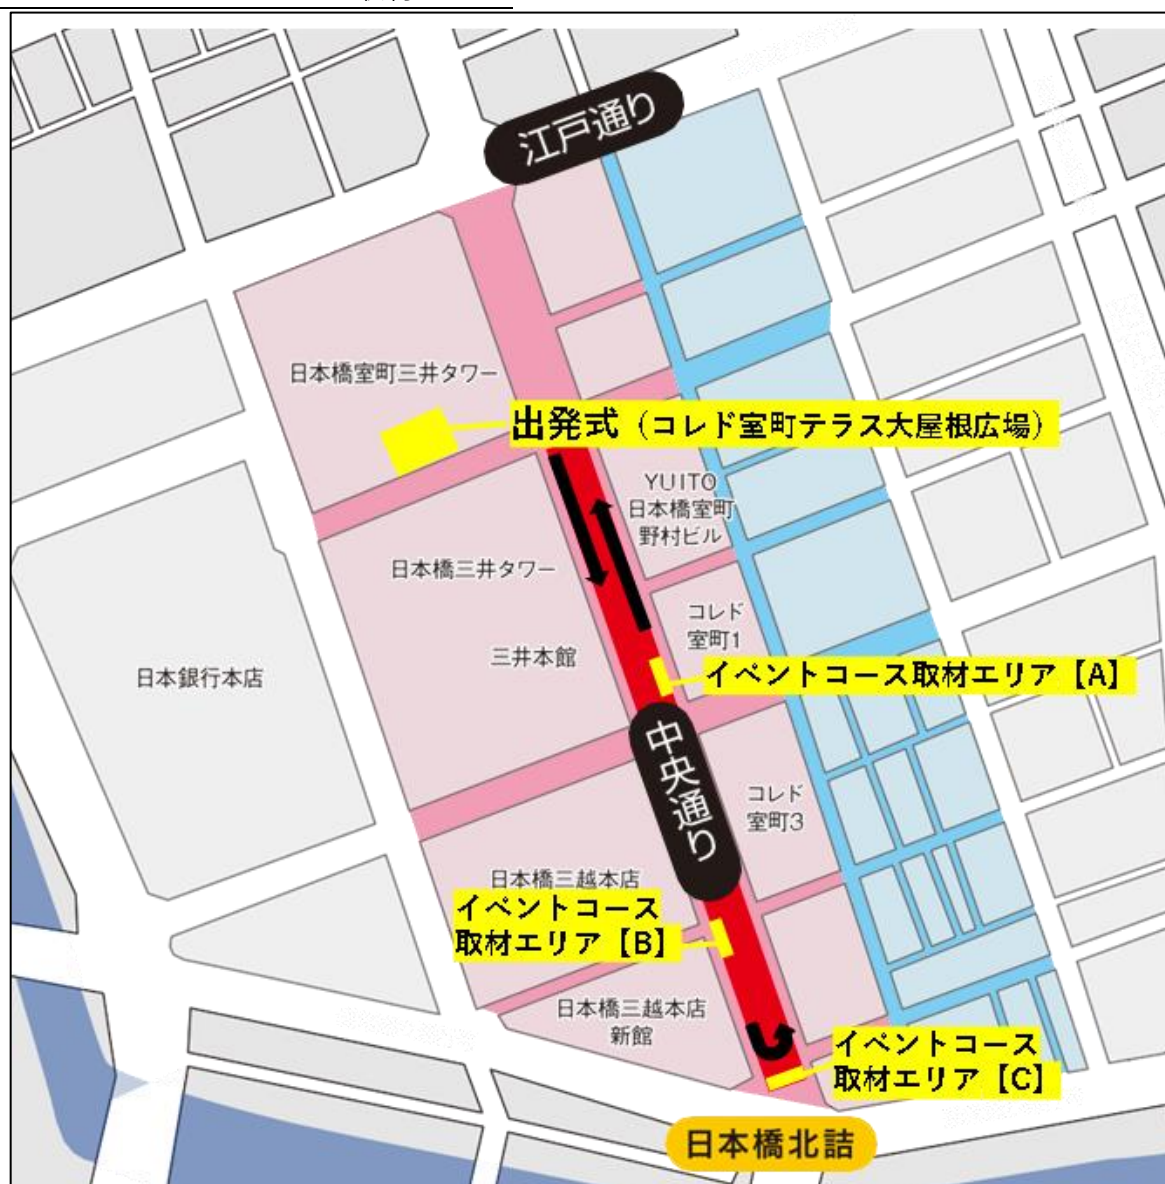 江戸通り
日本橋室町三井タワー
出発式（コレド室町テラス大屋根広場）
YUITO
日本橋室町
野村ビル
日本橋三井タワー
コレド
室町1
三井本館
イベントコース取材エリア【A】
日本銀行本店
中央通り
コレド
室町3
日本橋三越本店
イベントコース
取材エリア【B】
日本橋三越本店
新館
イベントコース
取材エリア【C】
日本橋北詰